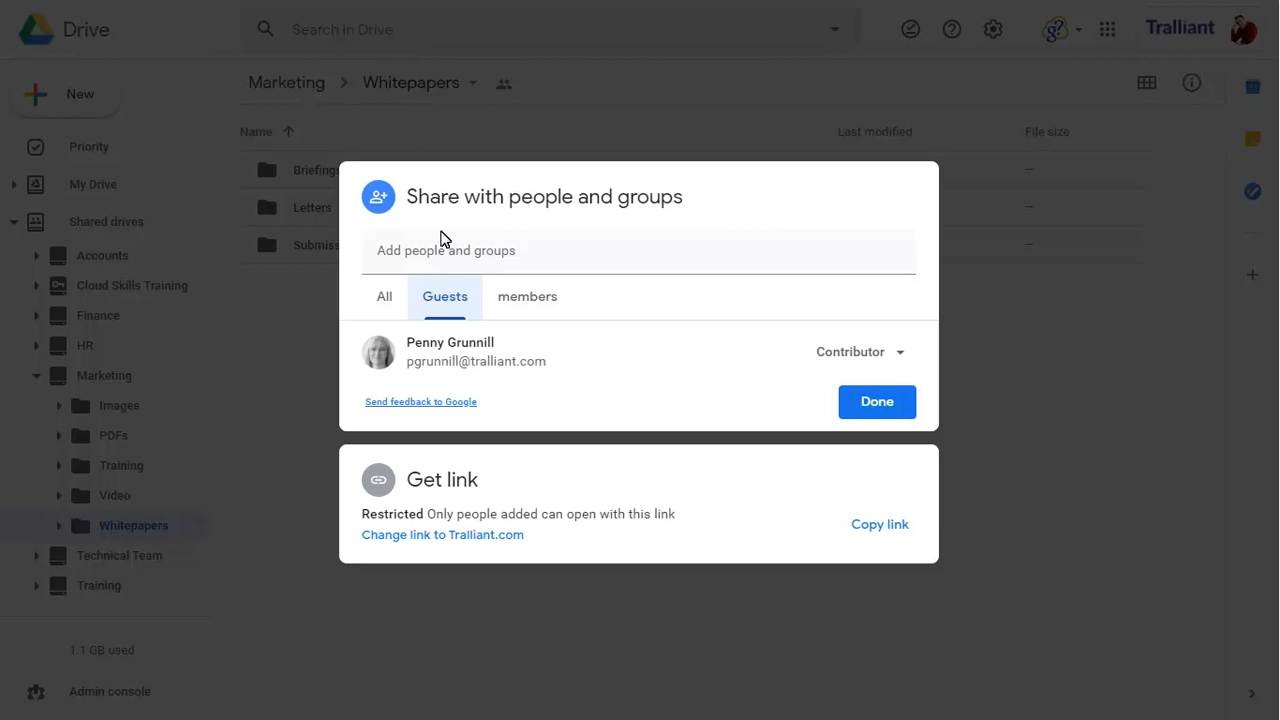 Drive
Search in Drive
g?
Tralliant
New
Marketing
Whitepapers
Name
Last modified
File size
Priority
My Drive
Shared drives
Accounts
Cloud Skills Training
Finance
HR
Marketing
Images
PDFs
Training
Video
Whitepapers
Technical Team
Training
1.1 GB used
Admin console
Briefings
–
Letters
–
Submiss
–
Share with people and groups
Add people and groups
All
Guests
members
Penny Grunnill
pgrunnill@tralliant.com
Contributor
Send feedback to Google
Done
Get link
Restricted Only people added can open with this link
Change link to Tralliant.com
Copy link